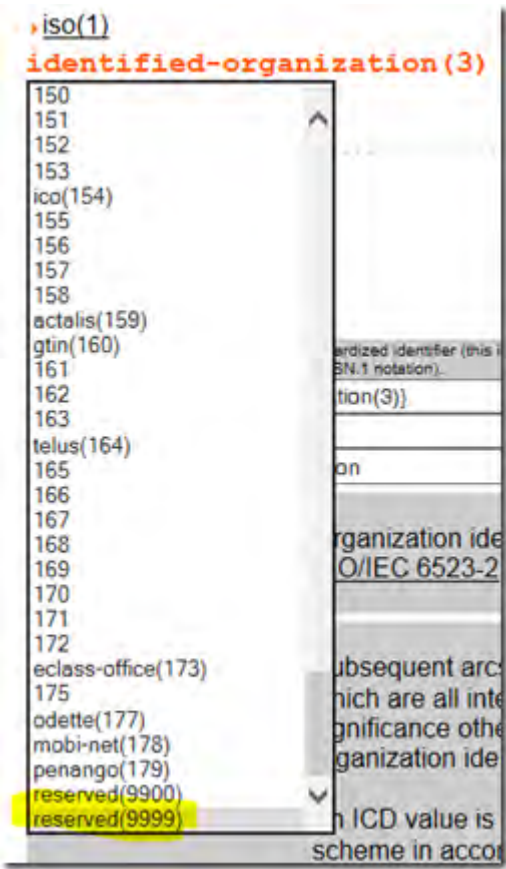 iso(1)
identified-organization(3)
150
151
152
153
ico(154)
155
156
157
158
actalis(159)
gtin(160)
161
162
163
telus(164)
165
166
167
168
169
170
171
172
eclass-office(173)
175
odette(177)
mobi-net(178)
penango(179)
reserved(9900)
reserved(9999)
ardized identifier (this i
SN.1 notation).
tion(3)}
on
rganization ide
O/IEC 6523-2
ubsequent arc
hich are all inte
gnificance othe
ganization ide
n ICD value is
scheme in accor